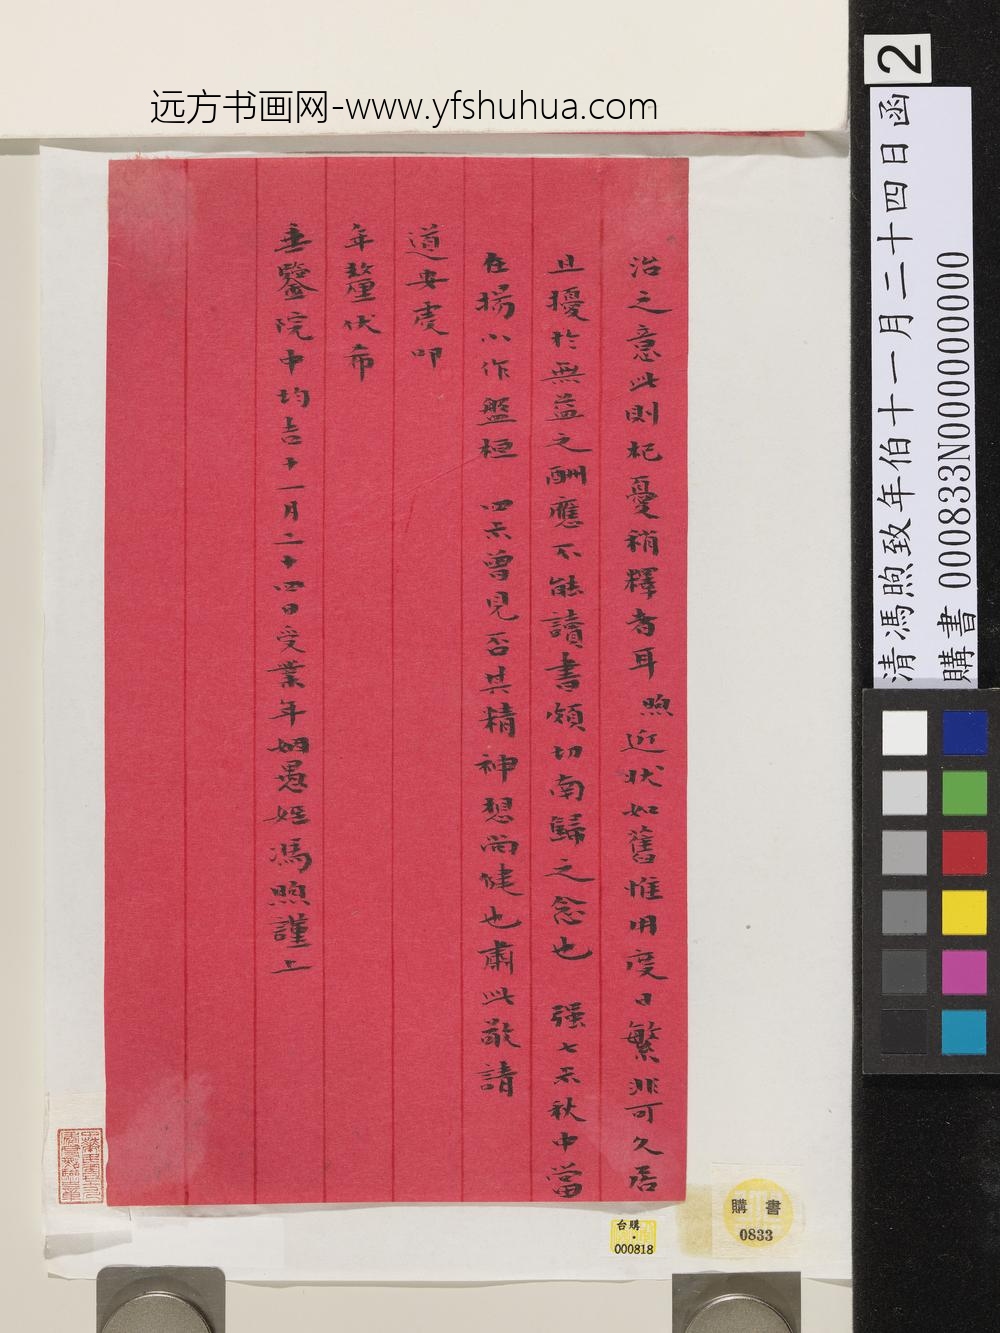 远方书画网-www.yfshuhua.com
治之意此則杞憂稍釋者耳 煦近狀如舊惟用度日繁非可久居
且擾於無益之酬應不能讀書頗切南歸之念也 强七示秋中當
在揚小作盤桓 四示曾見否其精神想尚健也肅此敬請
道安虔叩
年釐伏希
垂鑒院中均吉十一月二十四日受業年姻愚姪馮煦謹上
2
清馮煦致年伯十一月二十四日函
購書 000833N000000000
購書
0833
台購
000818